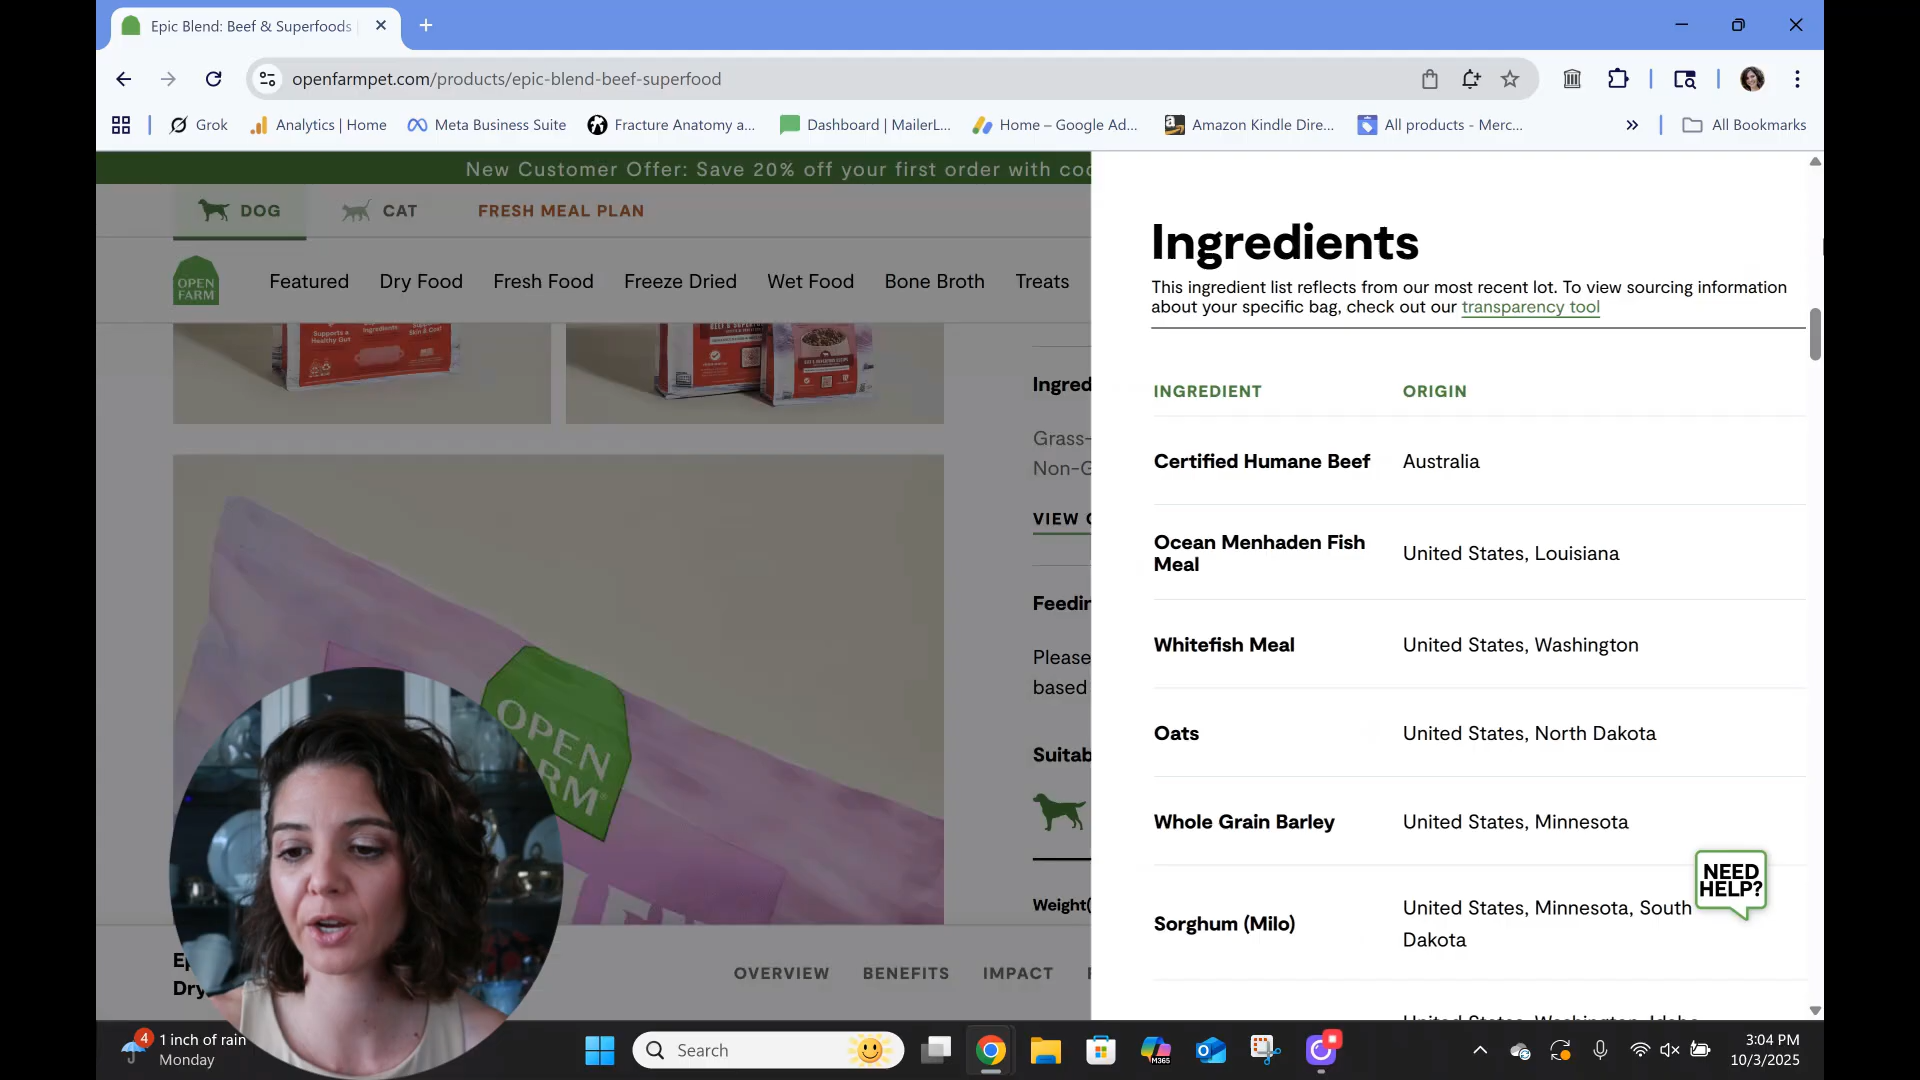 Epic Blend: Beef & Superfoods
openfarmpet.com/products/epic-blend-beef-superfood
Grok
Analytics | Home
Meta Business Suite
Fracture Anatomy a...
Dashboard | MailerL...
Home – Google Ad...
Amazon Kindle Dire...
All products - Merc...
All Bookmarks
New Customer Offer: Save 20% off your first order with
DOG
CAT
FRESH MEAL PLAN
OPEN
FARM
Featured
Dry Food
Fresh Food
Freeze Dried
Wet Food
Bone Broth
Treats
Supports a
Healthy Gut
Ingredients
This ingredient list reflects from our most recent lot. To view sourcing information
about your specific bag, check out our transparency tool
INGREDIENT
ORIGIN
Certified Humane Beef
Australia
Ocean Menhaden Fish
Meal
United States, Louisiana
Whitefish Meal
United States, Washington
Oats
United States, North Dakota
Whole Grain Barley
United States, Minnesota
Sorghum (Milo)
United States, Minnesota, South
Dakota
NEED
HELP?
VIEW
Please
based
OPEN
OVERVIEW
BENEFITS
IMPACT
4
1 inch of rain
Monday
Search
M365
3:04 PM
10/3/2025